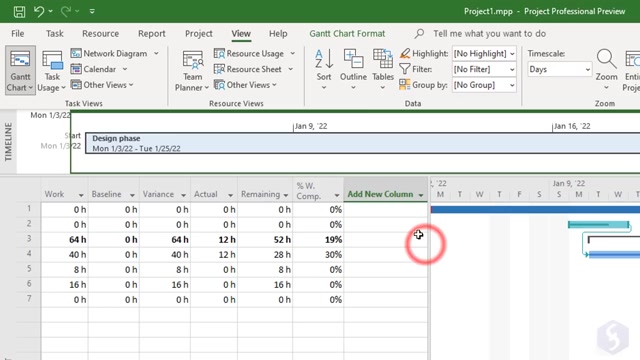 Project1.mpp - Project Professional Preview
File Task Resource Report Project View Help Gantt Chart Format Tell me what you want to do
Gantt Chart Task Usage Network Diagram Calendar Other Views
Team Planner Resource Usage Resource Sheet Other Views
Sort Outline Tables Highlight: [No Highlight] Filter: [No Filter] Group by: [No Group]
Timescale: Days Zoom
Task Views Resource Views Data
TIMELINE
Mon 1/3/22 Jan 9, '22 Jan 16, '22
Start
Mon 1/3/22
Design phase
Mon 1/3/22 - Tue 1/25/22
Work Baseline Variance Actual Remaining % W. Comp. Add New Column
Jan 9, '22
M T W T F S S M T W T
1 0 h 0 h 0 h 0 h 0 h 0%
2 0 h 0 h 0 h 0 h 0 h 0%
3 64 h 0 h 64 h 12 h 52 h 19%
4 40 h 0 h 40 h 12 h 28 h 30%
5 8 h 0 h 8 h 0 h 8 h 0%
6 16 h 0 h 16 h 0 h 16 h 0%
7 0 h 0 h 0 h 0 h 0 h 0%